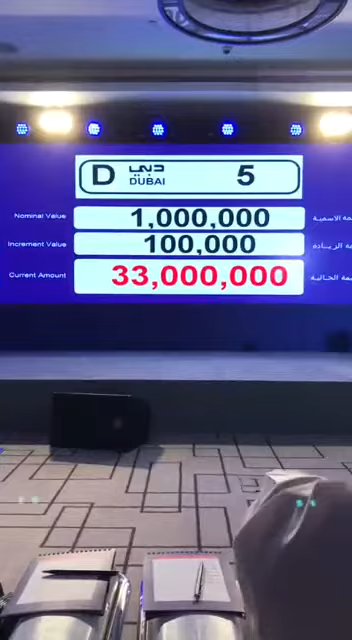 D دبي DUBAI 5
Nominal Value 1,000,000
Increment Value 100,000
Current Amount 33,000,000